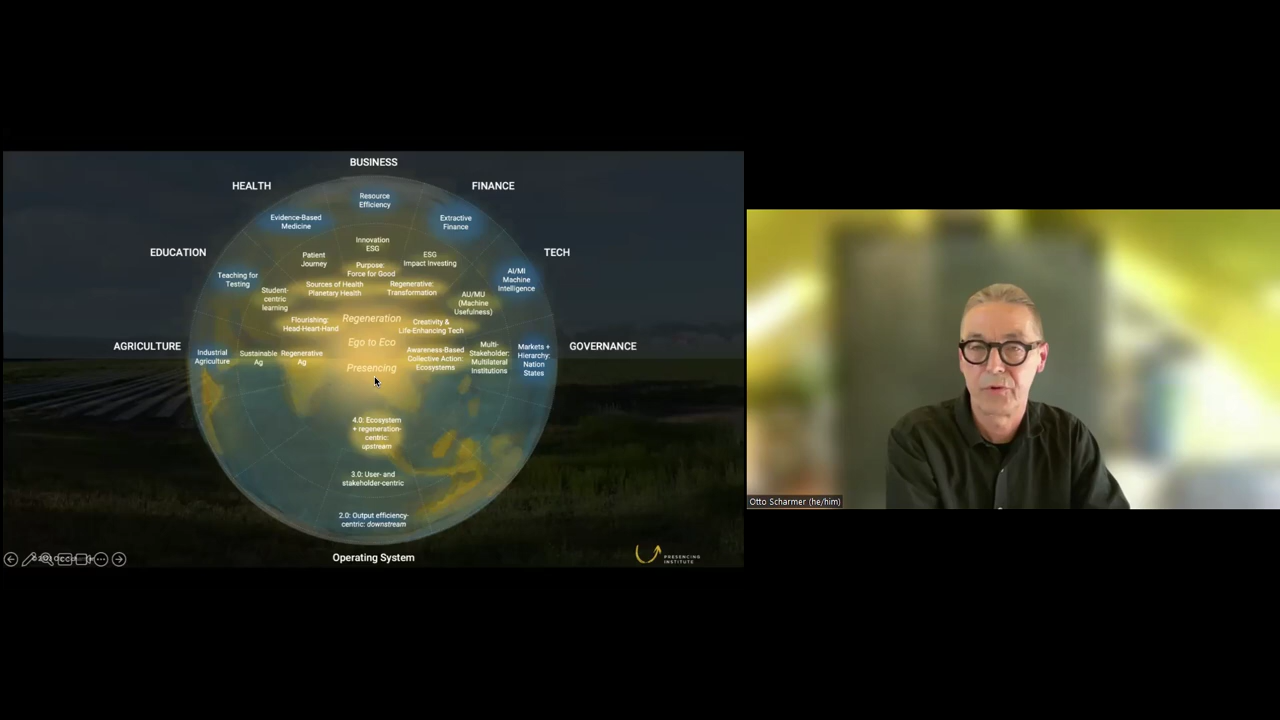 BUSINESS
HEALTH
FINANCE
Resource
Efficiency
Evidence-Based
Medicine
Extractive
Finance
EDUCATION
TECH
Innovation
ESG
Patient
Journey
ESG
Impact Investing
Purpose:
Force for Good
Teaching for
Testing
AI/MI
Machine
Intelligence
Sources of Health
Planetary Health
Regenerative:
Transformation
Student-
centric
learning
AU/MU
(Machine
Usefulness)
Regeneration
Flourishing:
Head-Heart-Hand
Creativity &
Life-Enhancing Tech
Ego to Eco
AGRICULTURE
GOVERNANCE
Industrial
Agriculture
Sustainable
Ag
Regenerative
Ag
Awareness-Based
Collective Action:
Ecosystems
Multi-
Stakeholder:
Multilateral
Institutions
Markets +
Hierarchy:
Nation
States
Presencing
4.0: Ecosystem
+ regeneration-
centric:
upstream
3.0: User- and
stakeholder-centric
2.0: Output efficiency-
centric: downstream
Operating System
PRESENCING
INSTITUTE
Otto Scharmer (he/him)